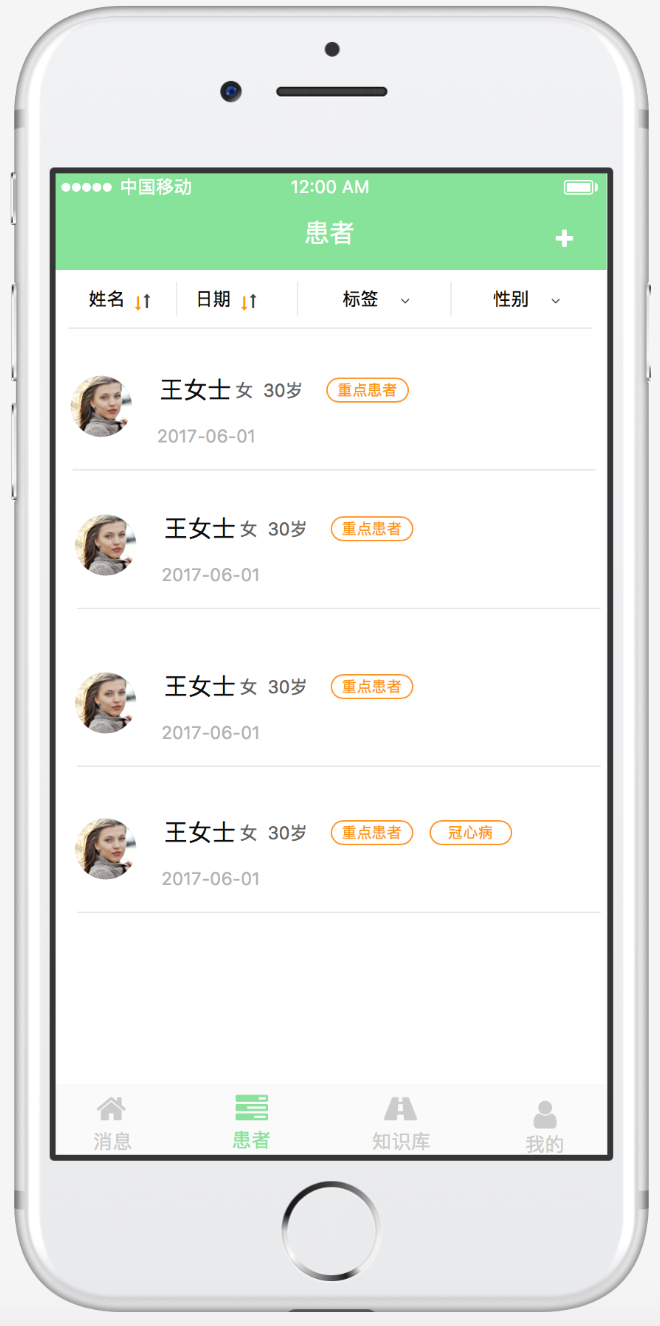 中国移动 12:00 AM
患者
姓名 日期 标签 性别
王女士 女 30岁 重点患者
2017-06-01
王女士 女 30岁 重点患者
2017-06-01
王女士 女 30岁 重点患者
2017-06-01
王女士 女 30岁 重点患者 冠心病
2017-06-01
消息 患者 知识库 我的